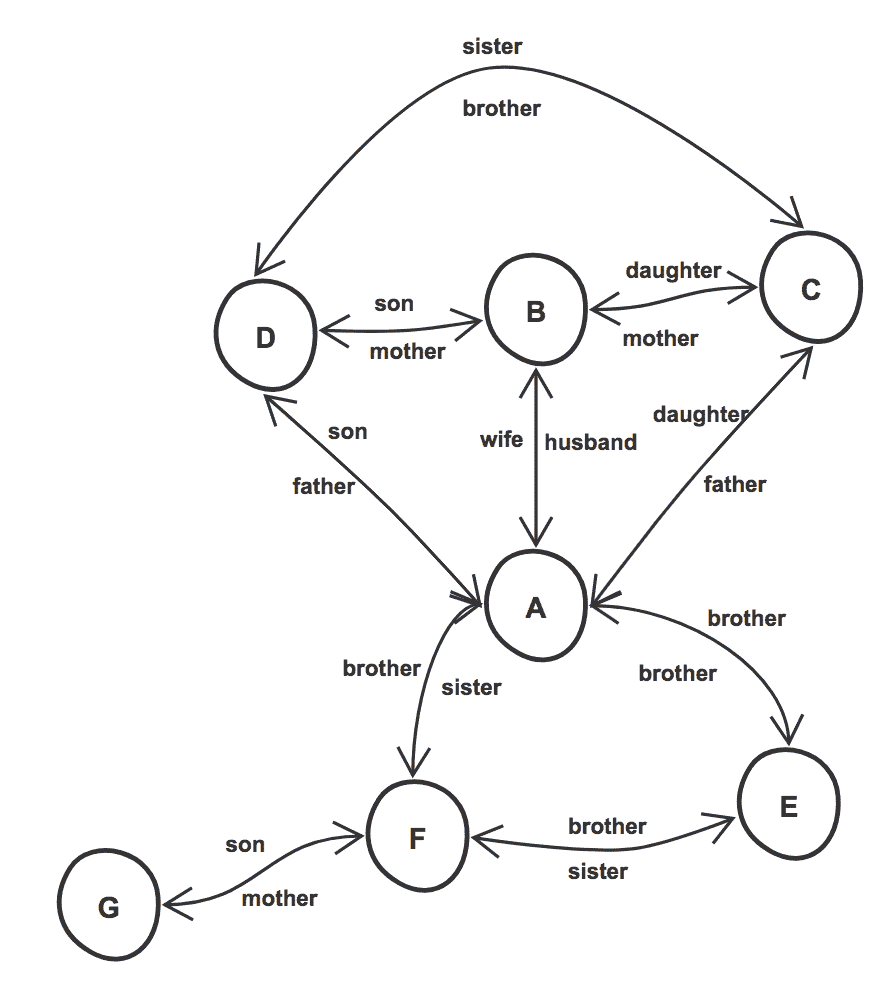 sister
brother
C
daughter
B
son
D
mother
mother
daughter
son
wife
husband
father
father
A
brother
brother
brother
sister
E
brother
F
son
sister
mother
G